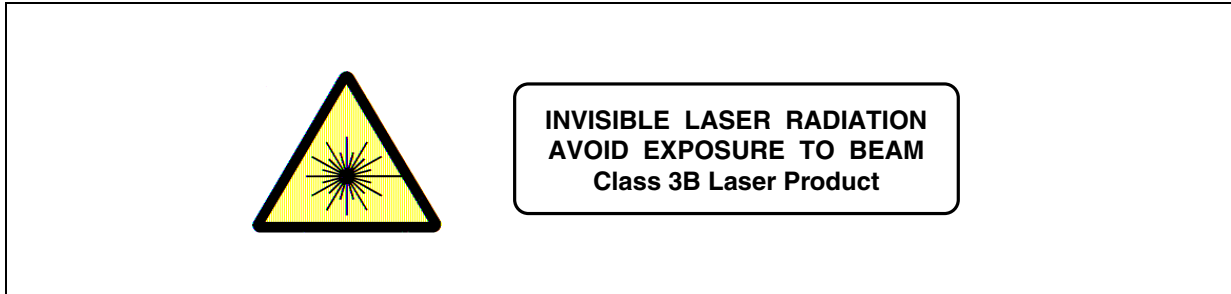 INVISIBLE LASER RADIATION
AVOID EXPOSURE TO BEAM
Class 3B Laser Product